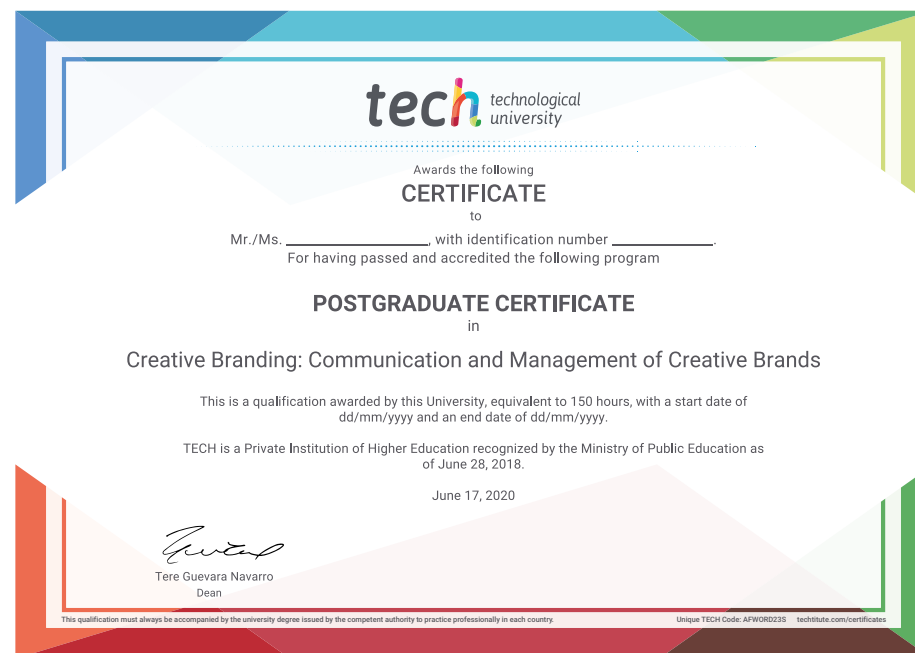 tech technological
university
Awards the following
CERTIFICATE
to
Mr./Ms. ____________________, with identification number ______________.
For having passed and accredited the following program
POSTGRADUATE CERTIFICATE
in
Creative Branding: Communication and Management of Creative Brands
This is a qualification awarded by this University, equivalent to 150 hours, with a start date of
dd/mm/yyyy and an end date of dd/mm/yyyy.
TECH is a Private Institution of Higher Education recognized by the Ministry of Public Education as
of June 28, 2018.
June 17, 2020
Tere Guevara Navarro
Dean
This qualification must always be accompanied by the university degree issued by the competent authority to practice professionally in each country. Unique TECH Code: AFWORD23S techtitute.com/certificates